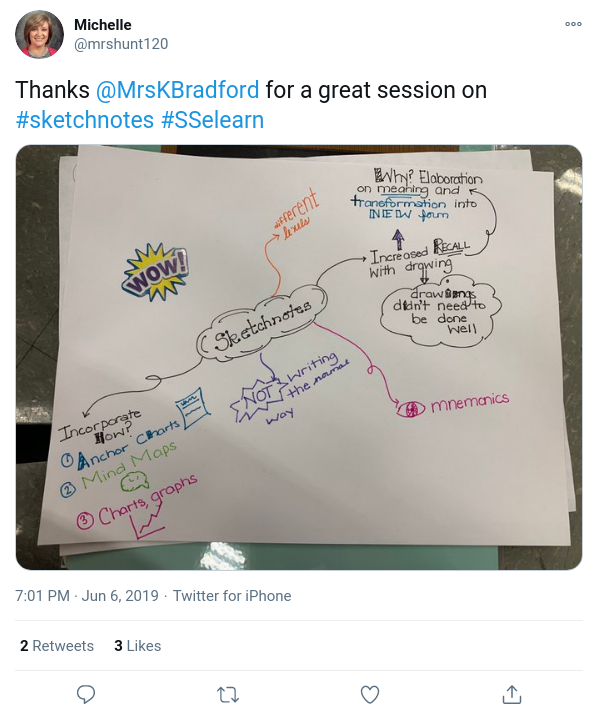 Michelle
@mrshunt120
Thanks @MrsKBradford for a great session on
#sketchnotes #SSelearn
Why? Elaboration
on meaning and
transformation into
NEW form
different
levels
WOW!
Increased RECALL
with drawing
drawings
didn't need to
be done
well
Sketchnotes
NOT writing
the normal
way
mnemonics
Incorporate
How?
1 Anchor Charts
2 Mind Maps
3 Charts, graphs
7:01 PM · Jun 6, 2019 · Twitter for iPhone
2 Retweets 3 Likes